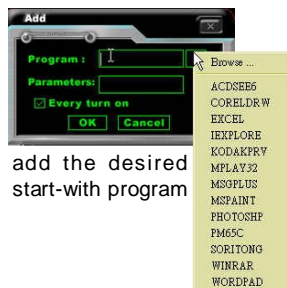 Add
Program :
Parameters:
Every turn on
OK Cancel
add the desired
start-with program
Browse ...
ACDSEE6
CORELDRW
EXCEL
IEXPLORE
KODAKPRV
MPLAY32
MSGPLUS
MSPAINT
PHOTOSHP
PM65C
SORITONG
WINRAR
WORDPAD